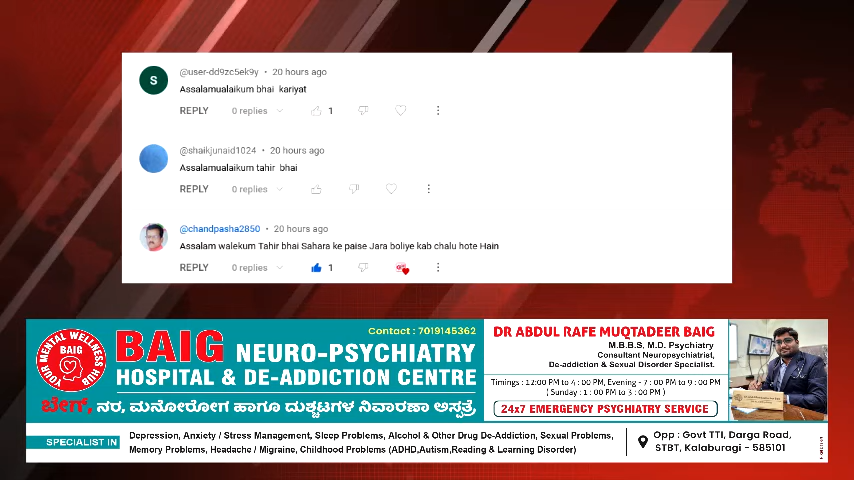 S
@user-dd9zc5ek9y • 20 hours ago
Assalamualaikum bhai kariyat
REPLY 0 replies 1
@shaikjunaid1024 • 20 hours ago
Assalamualaikum tahir bhai
REPLY 0 replies
@chandpasha2850 • 20 hours ago
Assalam walekum Tahir bhai Sahara ke paise Jara boliye kab chalu hote Hain
REPLY 0 replies 1
Contact : 7019145362
YOUR MENTAL WELLNESS HUB
BAIG
BAIG NEURO-PSYCHIATRY
HOSPITAL & DE-ADDICTION CENTRE
ಬೇಗ್, ನರ, ಮನೋರೋಗ ಹಾಗೂ ದುಶ್ಚಟಗಳ ನಿವಾರಣಾ ಆಸ್ಪತ್ರೆ
DR ABDUL RAFE MUQTADEER BAIG
M.B.B.S, M.D. Psychiatry
Consultant Neuropsychiatrist,
De-addiction & Sexual Disorder Specialist.
Timings : 12:00 PM to 4 : 00 PM, Evening - 7 : 00 PM to 9 : 00 PM
( Sunday : 1 : 00 PM to 3 : 00 PM )
24x7 EMERGENCY PSYCHIATRY SERVICE
SPECIALIST IN
Depression, Anxiety / Stress Management, Sleep Problems, Alcohol & Other Drug De-Addiction, Sexual Problems,
Memory Problems, Headache / Migraine, Childhood Problems (ADHD,Autism,Reading & Learning Disorder)
Opp : Govt TTI, Darga Road,
STBT, Kalaburagi - 585101